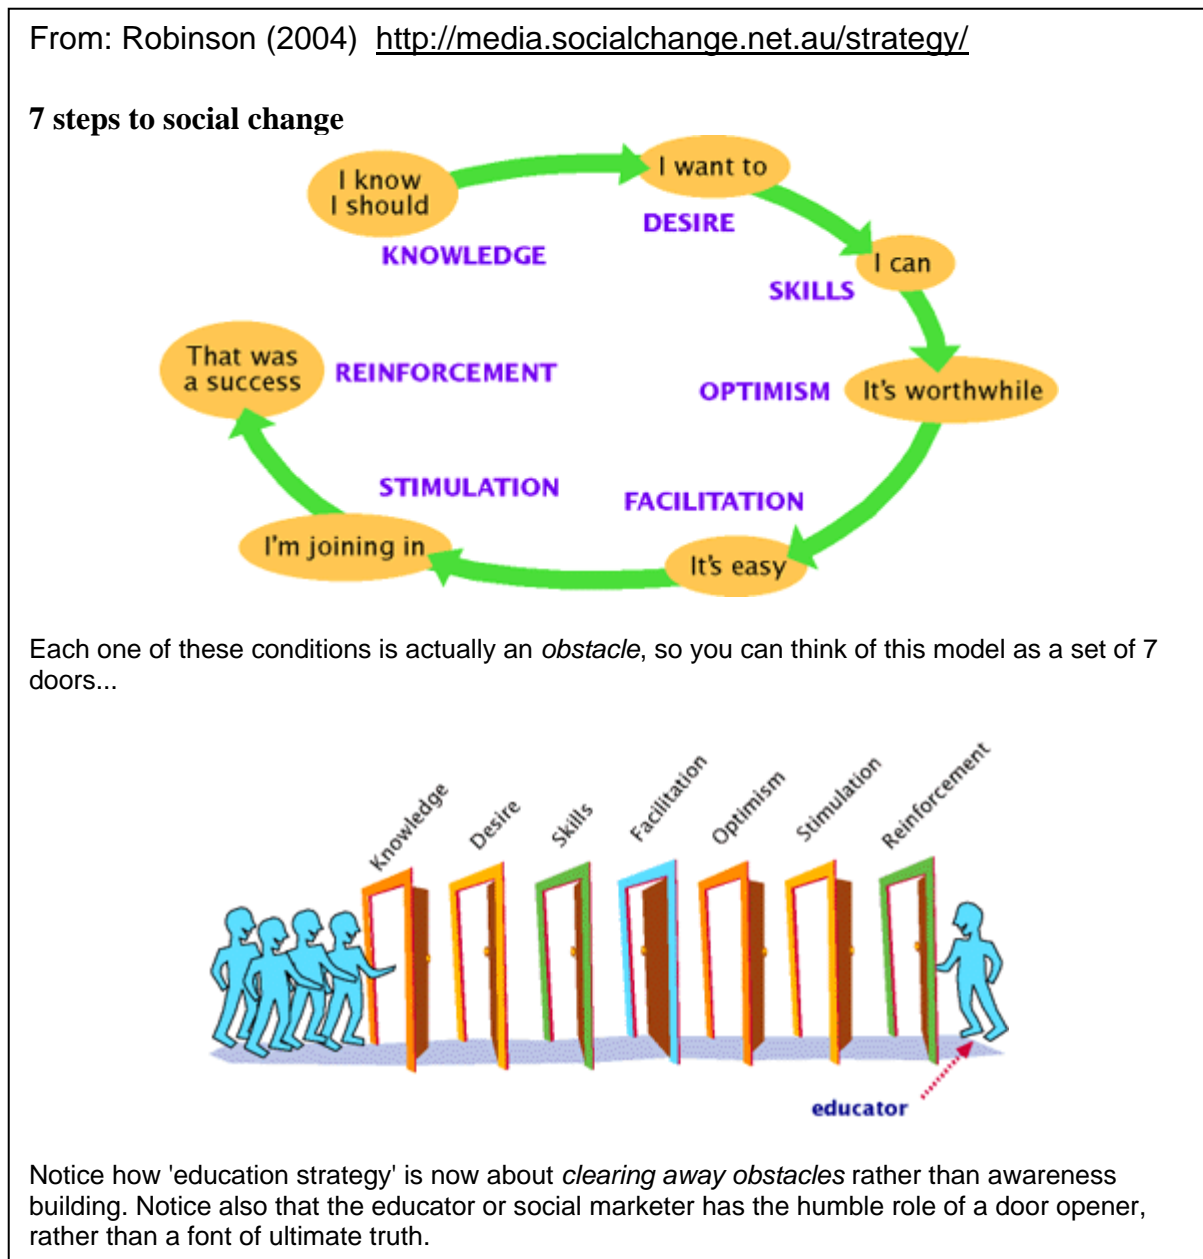 From: Robinson (2004)  http://media.socialchange.net.au/strategy/
7 steps to social change
I know
I should
KNOWLEDGE
I want to
DESIRE
I can
SKILLS
It's worthwhile
OPTIMISM
It's easy
FACILITATION
I'm joining in
STIMULATION
That was
a success
REINFORCEMENT
Each one of these conditions is actually an obstacle, so you can think of this model as a set of 7
doors...
Knowledge
Desire
Skills
Facilitation
Optimism
Stimulation
Reinforcement
educator
Notice how 'education strategy' is now about clearing away obstacles rather than awareness
building. Notice also that the educator or social marketer has the humble role of a door opener,
rather than a font of ultimate truth.